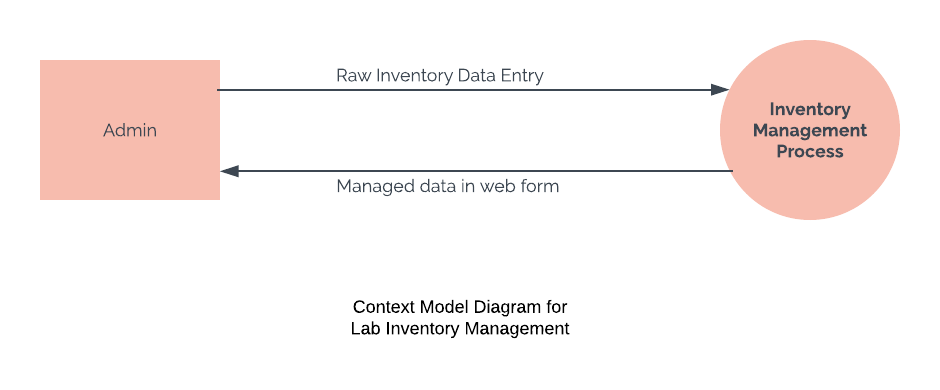 Raw Inventory Data Entry
Admin
Inventory
Management
Process
Managed data in web form
Context Model Diagram for
Lab Inventory Management